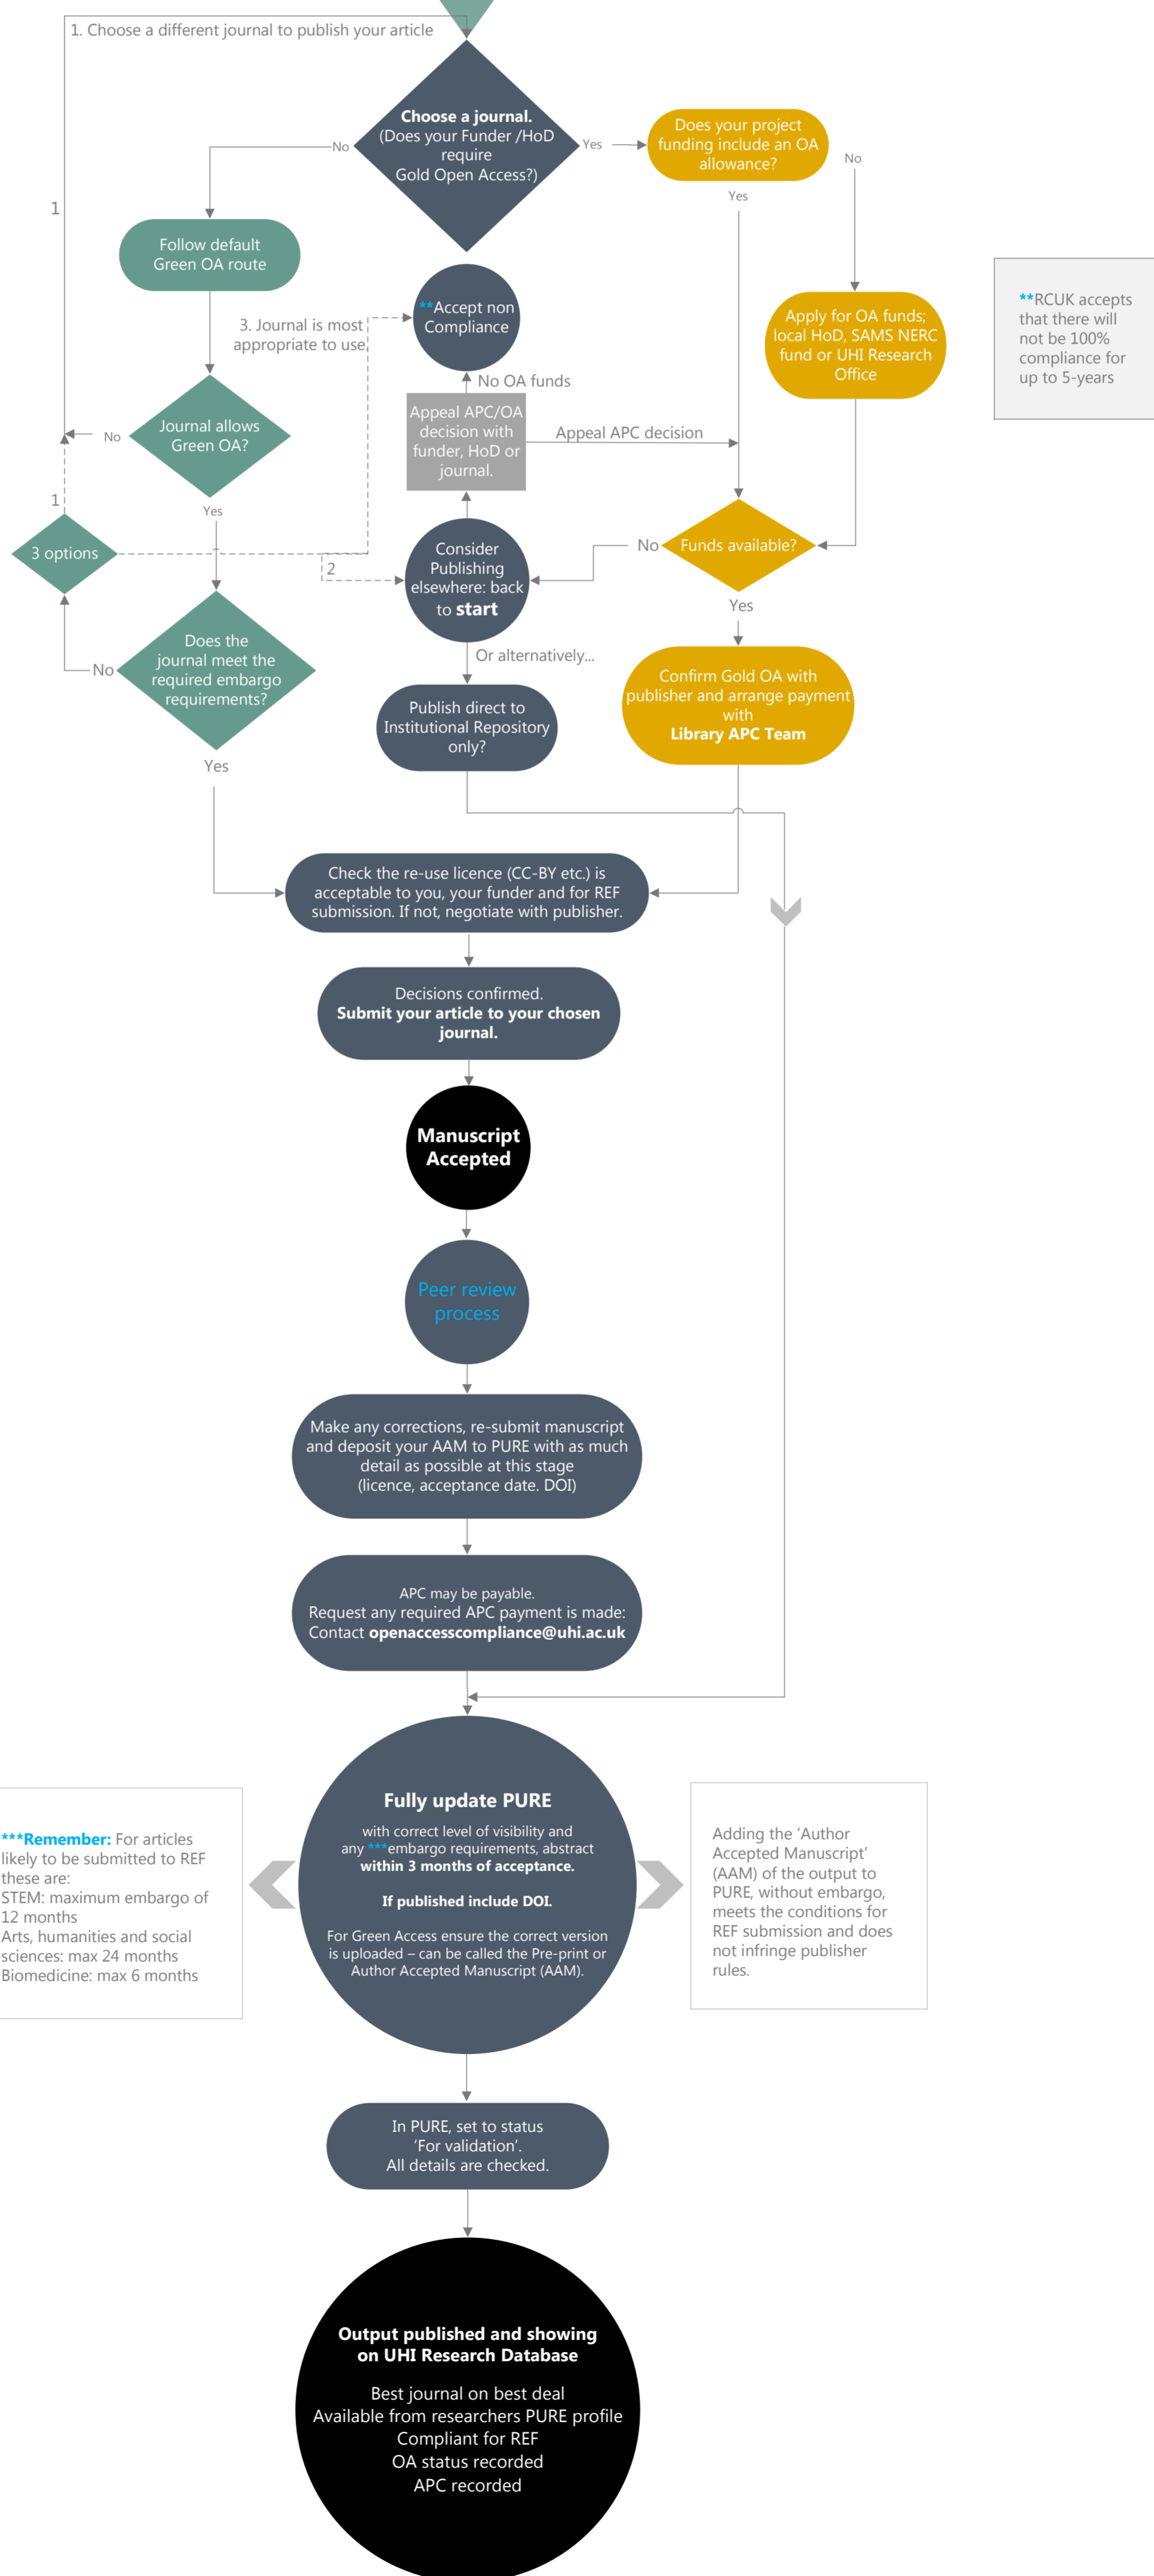 1. Choose a different journal to publish your article
Choose a journal.
(Does your Funder /HoD
require
Gold Open Access?)
No
Yes
Does your project
funding include an OA
allowance?
No
Yes
1
Follow default
Green OA route
**Accept non
Compliance
3. Journal is most
appropriate to use
Apply for OA funds;
local HoD, SAMS NERC
fund or UHI Research
Office
**RCUK accepts
that there will
not be 100%
compliance for
up to 5-years
No OA funds
Journal allows
Green OA?
No
Appeal APC/OA
decision with
funder, HoD or
journal.
Appeal APC decision
1
Yes
3 options
2
Consider
Publishing
elsewhere: back
to start
No
Funds available?
Yes
Does the
journal meet the
required embargo
requirements?
No
Or alternatively...
Yes
Publish direct to
Institutional Repository
only?
Confirm Gold OA with
publisher and arrange payment
with
Library APC Team
Check the re-use licence (CC-BY etc.) is
acceptable to you, your funder and for REF
submission. If not, negotiate with publisher.
Decisions confirmed.
Submit your article to your chosen
journal.
Manuscript
Accepted
Peer review
process
Make any corrections, re-submit manuscript
and deposit your AAM to PURE with as much
detail as possible at this stage
(licence, acceptance date. DOI)
APC may be payable.
Request any required APC payment is made:
Contact openaccesscompliance@uhi.ac.uk
Fully update PURE
with correct level of visibility and
any ***embargo requirements, abstract
within 3 months of acceptance.
If published include DOI.
For Green Access ensure the correct version
is uploaded – can be called the Pre-print or
Author Accepted Manuscript (AAM).
***Remember: For articles
likely to be submitted to REF
these are:
STEM: maximum embargo of
12 months
Arts, humanities and social
sciences: max 24 months
Biomedicine: max 6 months
Adding the ‘Author
Accepted Manuscript’
(AAM) of the output to
PURE, without embargo,
meets the conditions for
REF submission and does
not infringe publisher
rules.
In PURE, set to status
‘For validation’.
All details are checked.
Output published and showing
on UHI Research Database
Best journal on best deal
Available from researchers PURE profile
Compliant for REF
OA status recorded
APC recorded